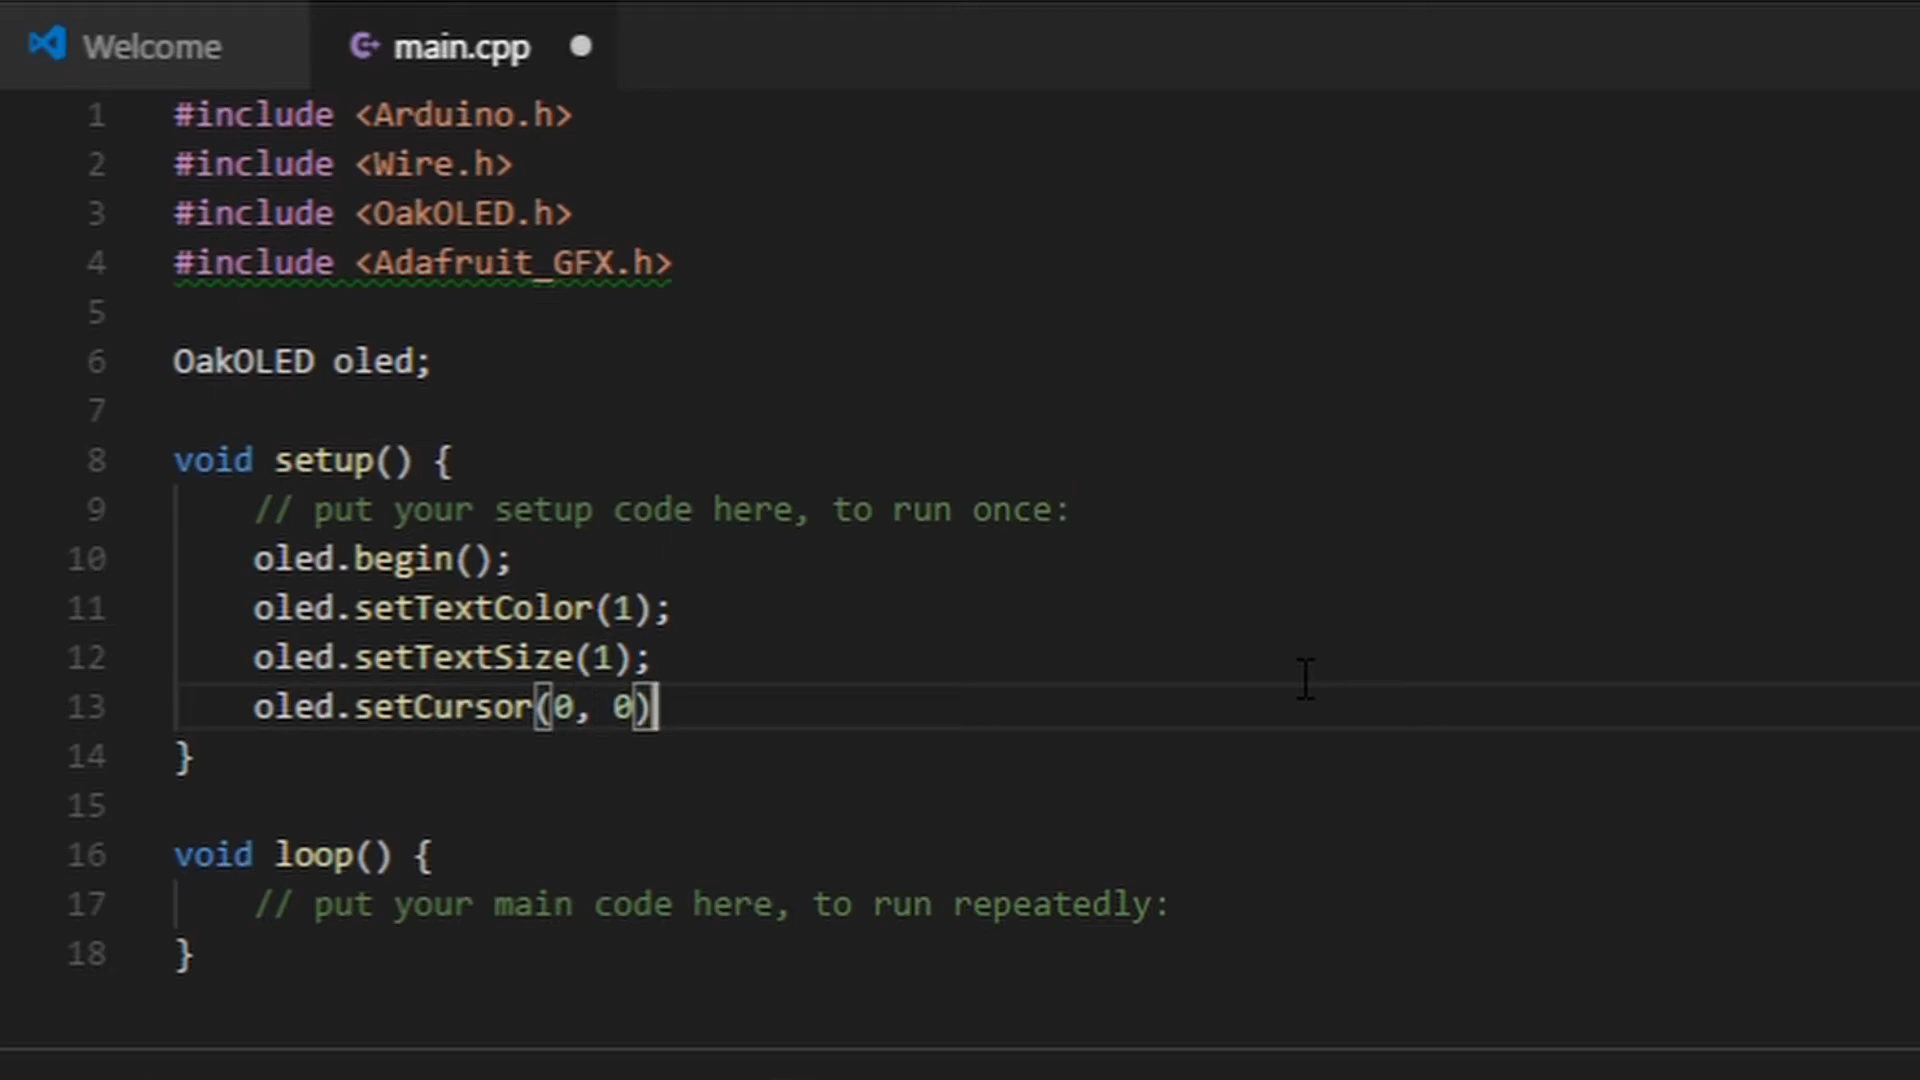 Welcome
main.cpp
1 #include <Arduino.h>
2 #include <Wire.h>
3 #include <OakOLED.h>
4 #include <Adafruit_GFX.h>
5
6 OakOLED oled;
7
8 void setup() {
9 // put your setup code here, to run once:
10 oled.begin();
11 oled.setTextColor(1);
12 oled.setTextSize(1);
13 oled.setCursor(0, 0)
14 }
15
16 void loop() {
17 // put your main code here, to run repeatedly:
18 }